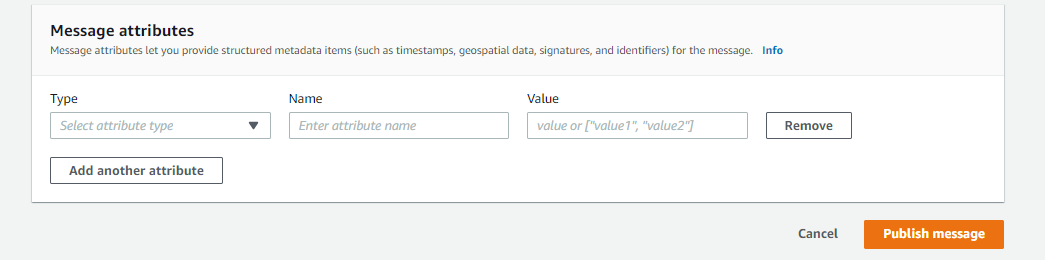 Message attributes
Message attributes let you provide structured metadata items (such as timestamps, geospatial data, signatures, and identifiers) for the message. Info
Type Name Value
Select attribute type Enter attribute name value or ["value1", "value2"] Remove
Add another attribute
Cancel Publish message